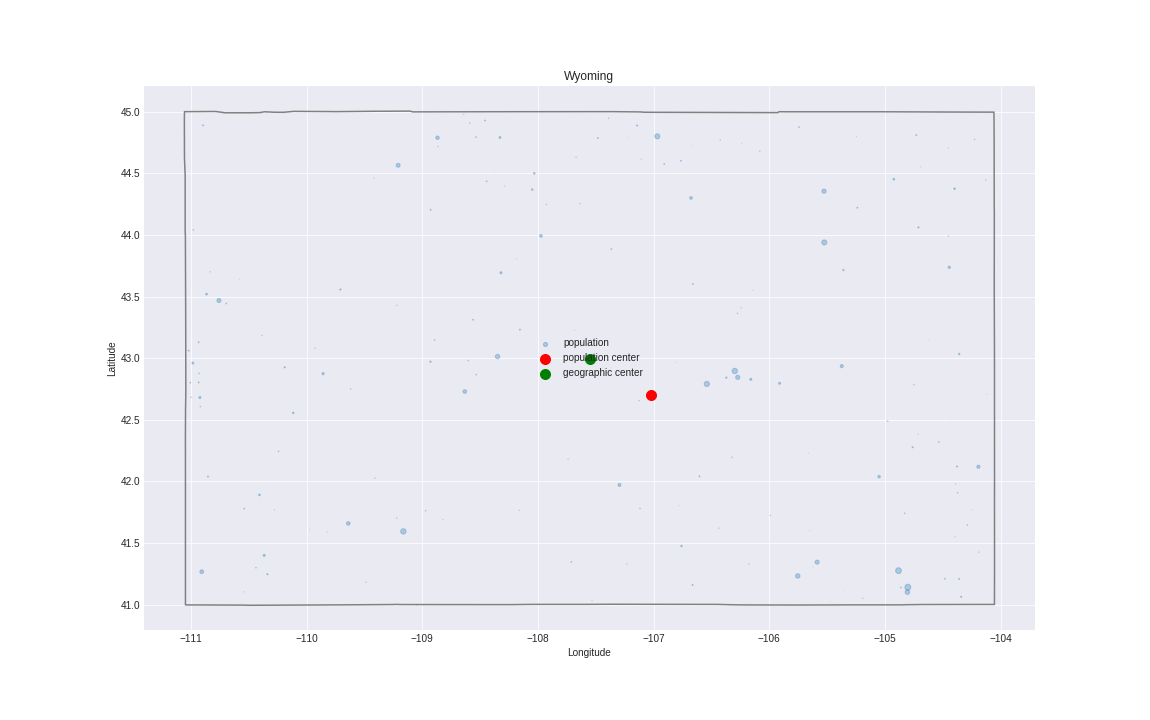 Wyoming
45.0
44.5
44.0
43.5
43.0
42.5
42.0
41.5
41.0
Latitude
population
population center
geographic center
−111
−110
−109
−108
−107
−106
−105
−104
Longitude